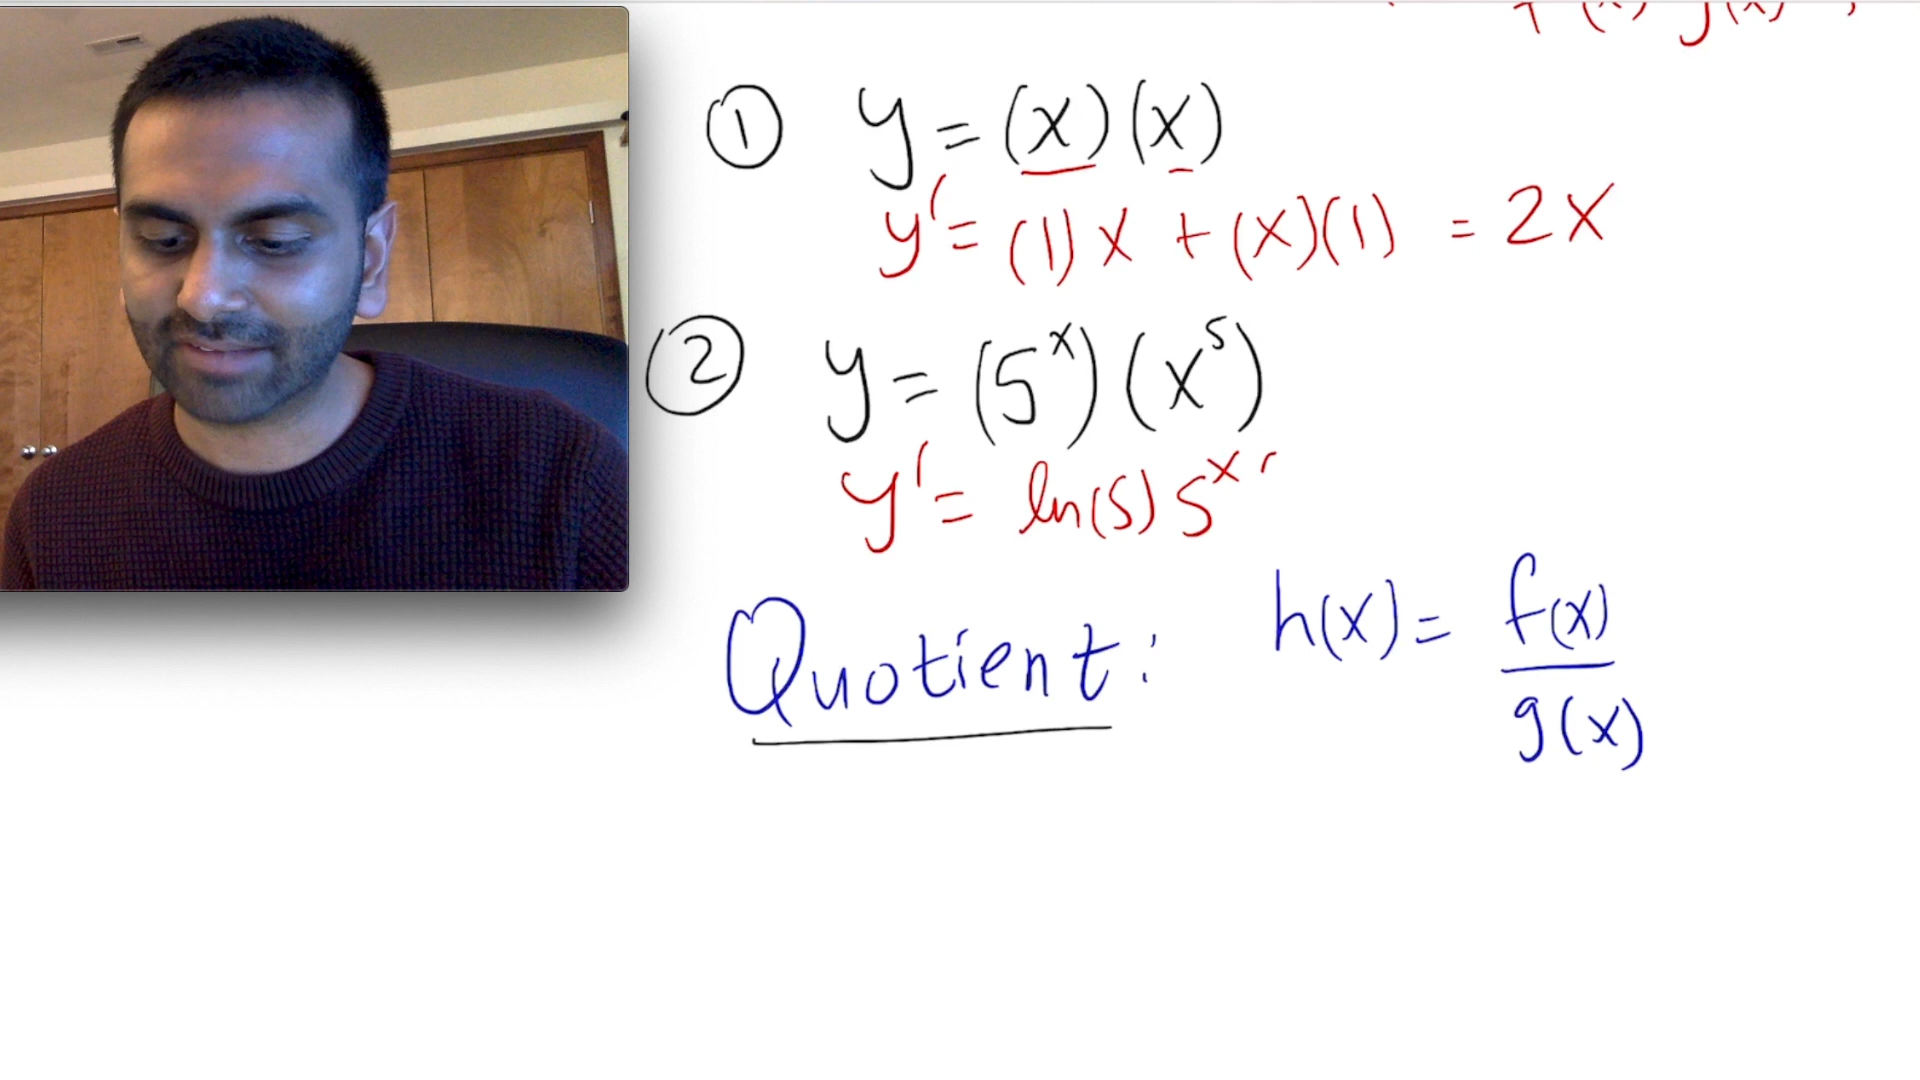 ① y = (x)(x)
y' = (1)x + (x)(1) = 2x
② y = (5^x)(x^5)
y' = ln(5) 5^x
Quotient: h(x) = f(x)/g(x)